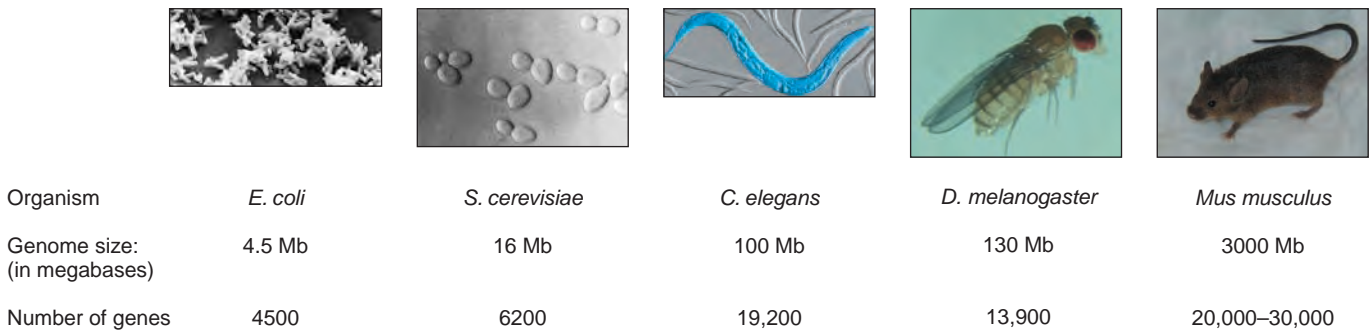 Organism E. coli S. cerevisiae C. elegans D. melanogaster Mus musculus
Genome size: 4.5 Mb 16 Mb 100 Mb 130 Mb 3000 Mb
(in megabases)
Number of genes 4500 6200 19,200 13,900 20,000–30,000